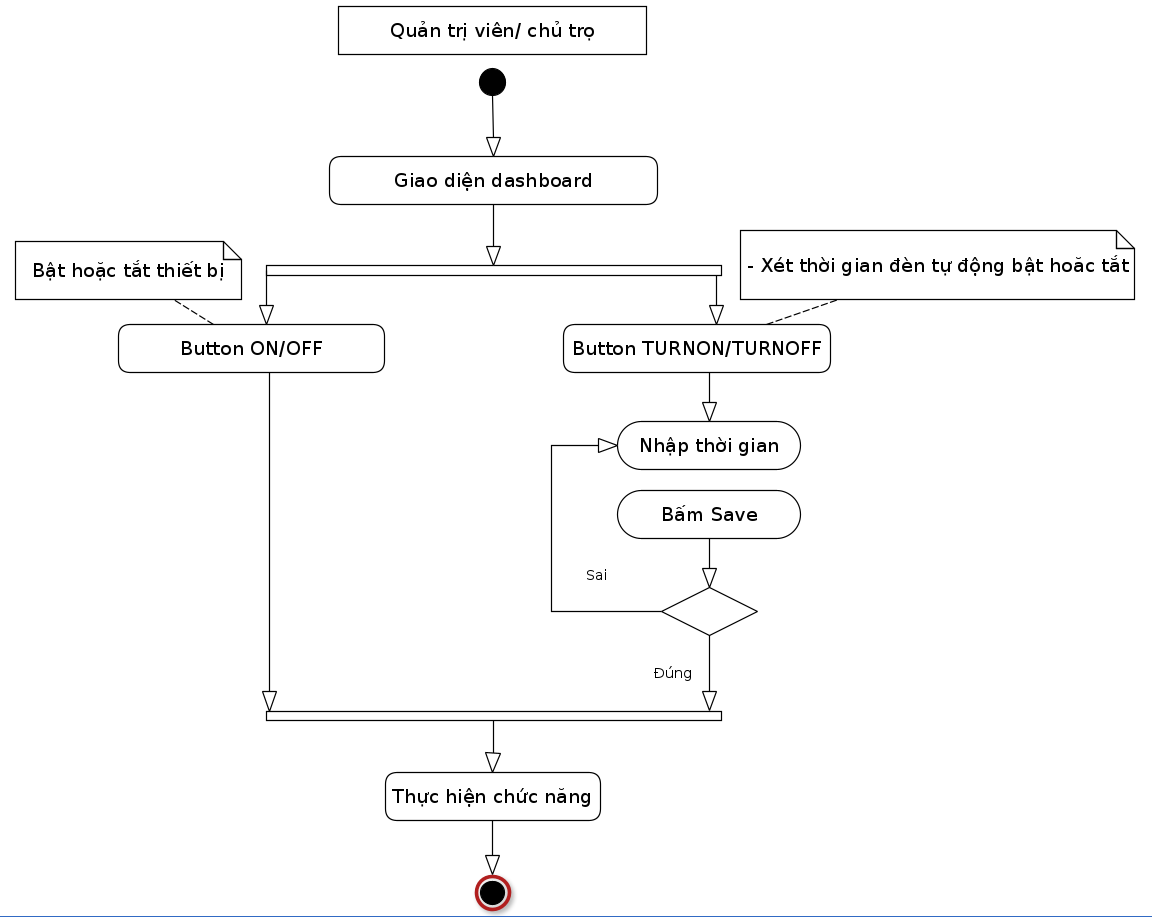 Quản trị viên/ chủ trọ
Giao diện dashboard
Bật hoặc tắt thiết bị
- Xét thời gian đèn tự động bật hoăc tắt
Button ON/OFF
Button TURNON/TURNOFF
Nhập thời gian
Bấm Save
Sai
Đúng
Thực hiện chức năng